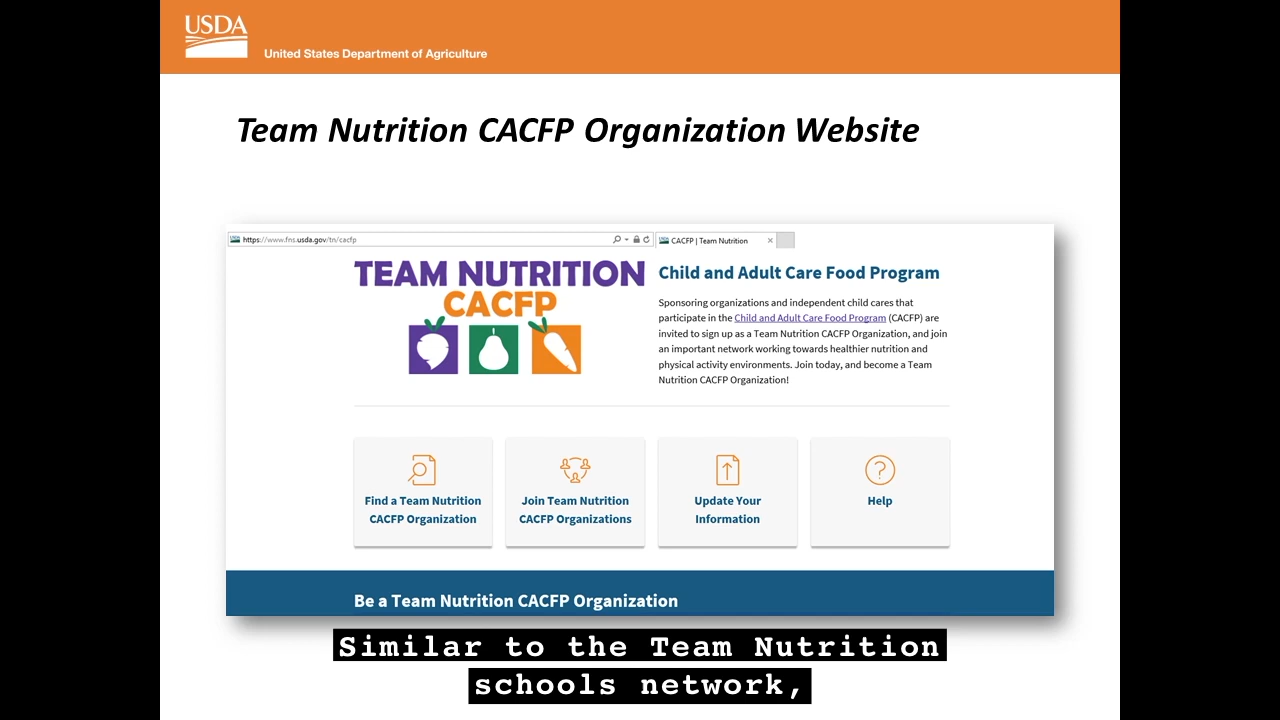 USDA
United States Department of Agriculture
Team Nutrition CACFP Organization Website
https://www.fns.usda.gov/tn/cacfp
CACFP | Team Nutrition
TEAM NUTRITION
CACFP
Child and Adult Care Food Program
Sponsoring organizations and independent child cares that
participate in the Child and Adult Care Food Program (CACFP) are
invited to sign up as a Team Nutrition CACFP Organization, and join
an important network working towards healthier nutrition and
physical activity environments. Join today, and become a Team
Nutrition CACFP Organization!
Find a Team Nutrition
CACFP Organization
Join Team Nutrition
CACFP Organizations
Update Your
Information
Help
Be a Team Nutrition CACFP Organization
Similar to the Team Nutrition
schools network,